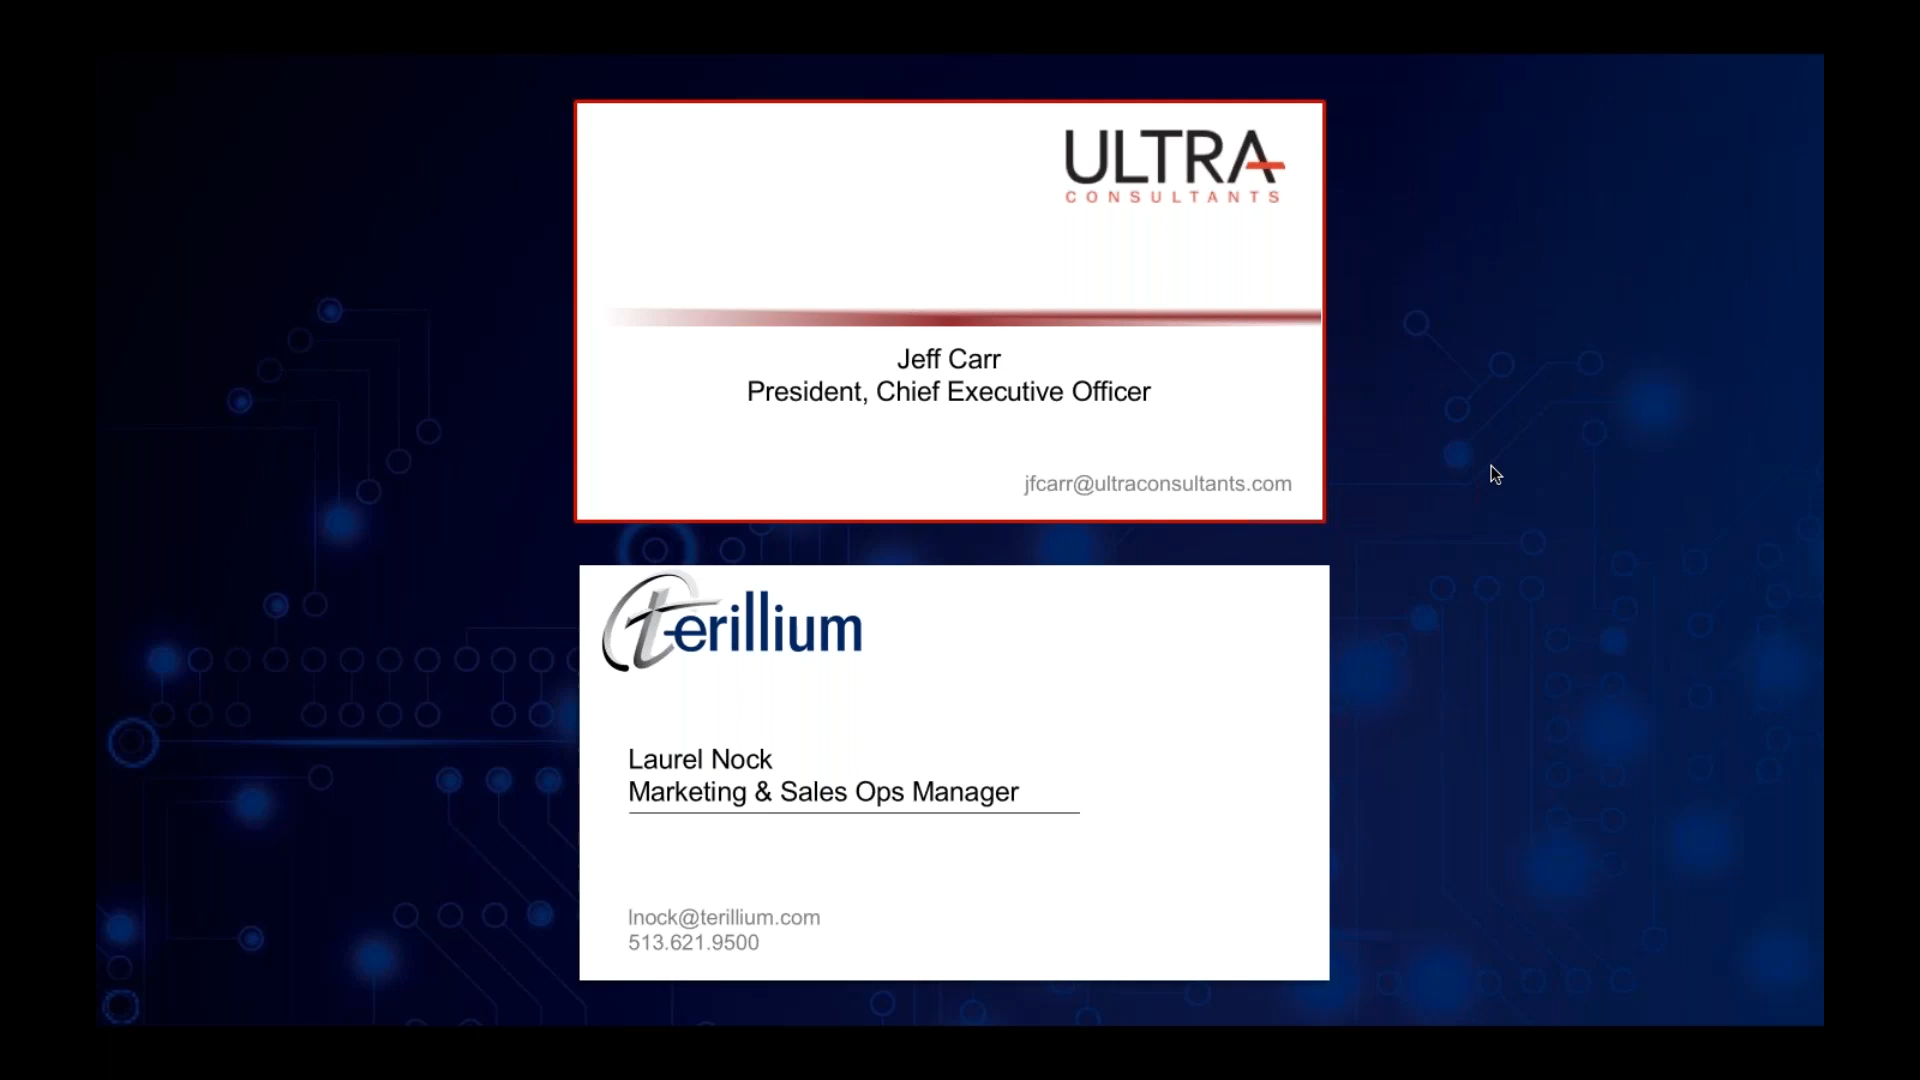 ULTRA
CONSULTANTS
Jeff Carr
President, Chief Executive Officer
jfcarr@ultraconsultants.com
terillium
Laurel Nock
Marketing & Sales Ops Manager
lnock@terillium.com
513.621.9500